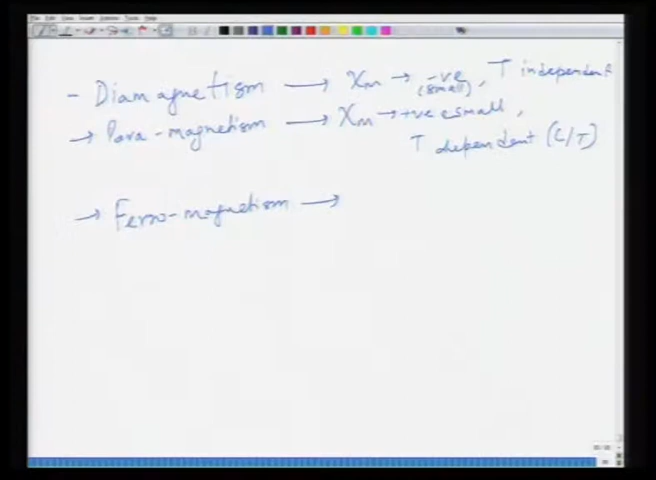 - Diamagnetism → χm → -ve (small), T independent
→ Para-magnetism → χm → +ve & small,
T dependent (C/T)
→ Ferro-magnetism →